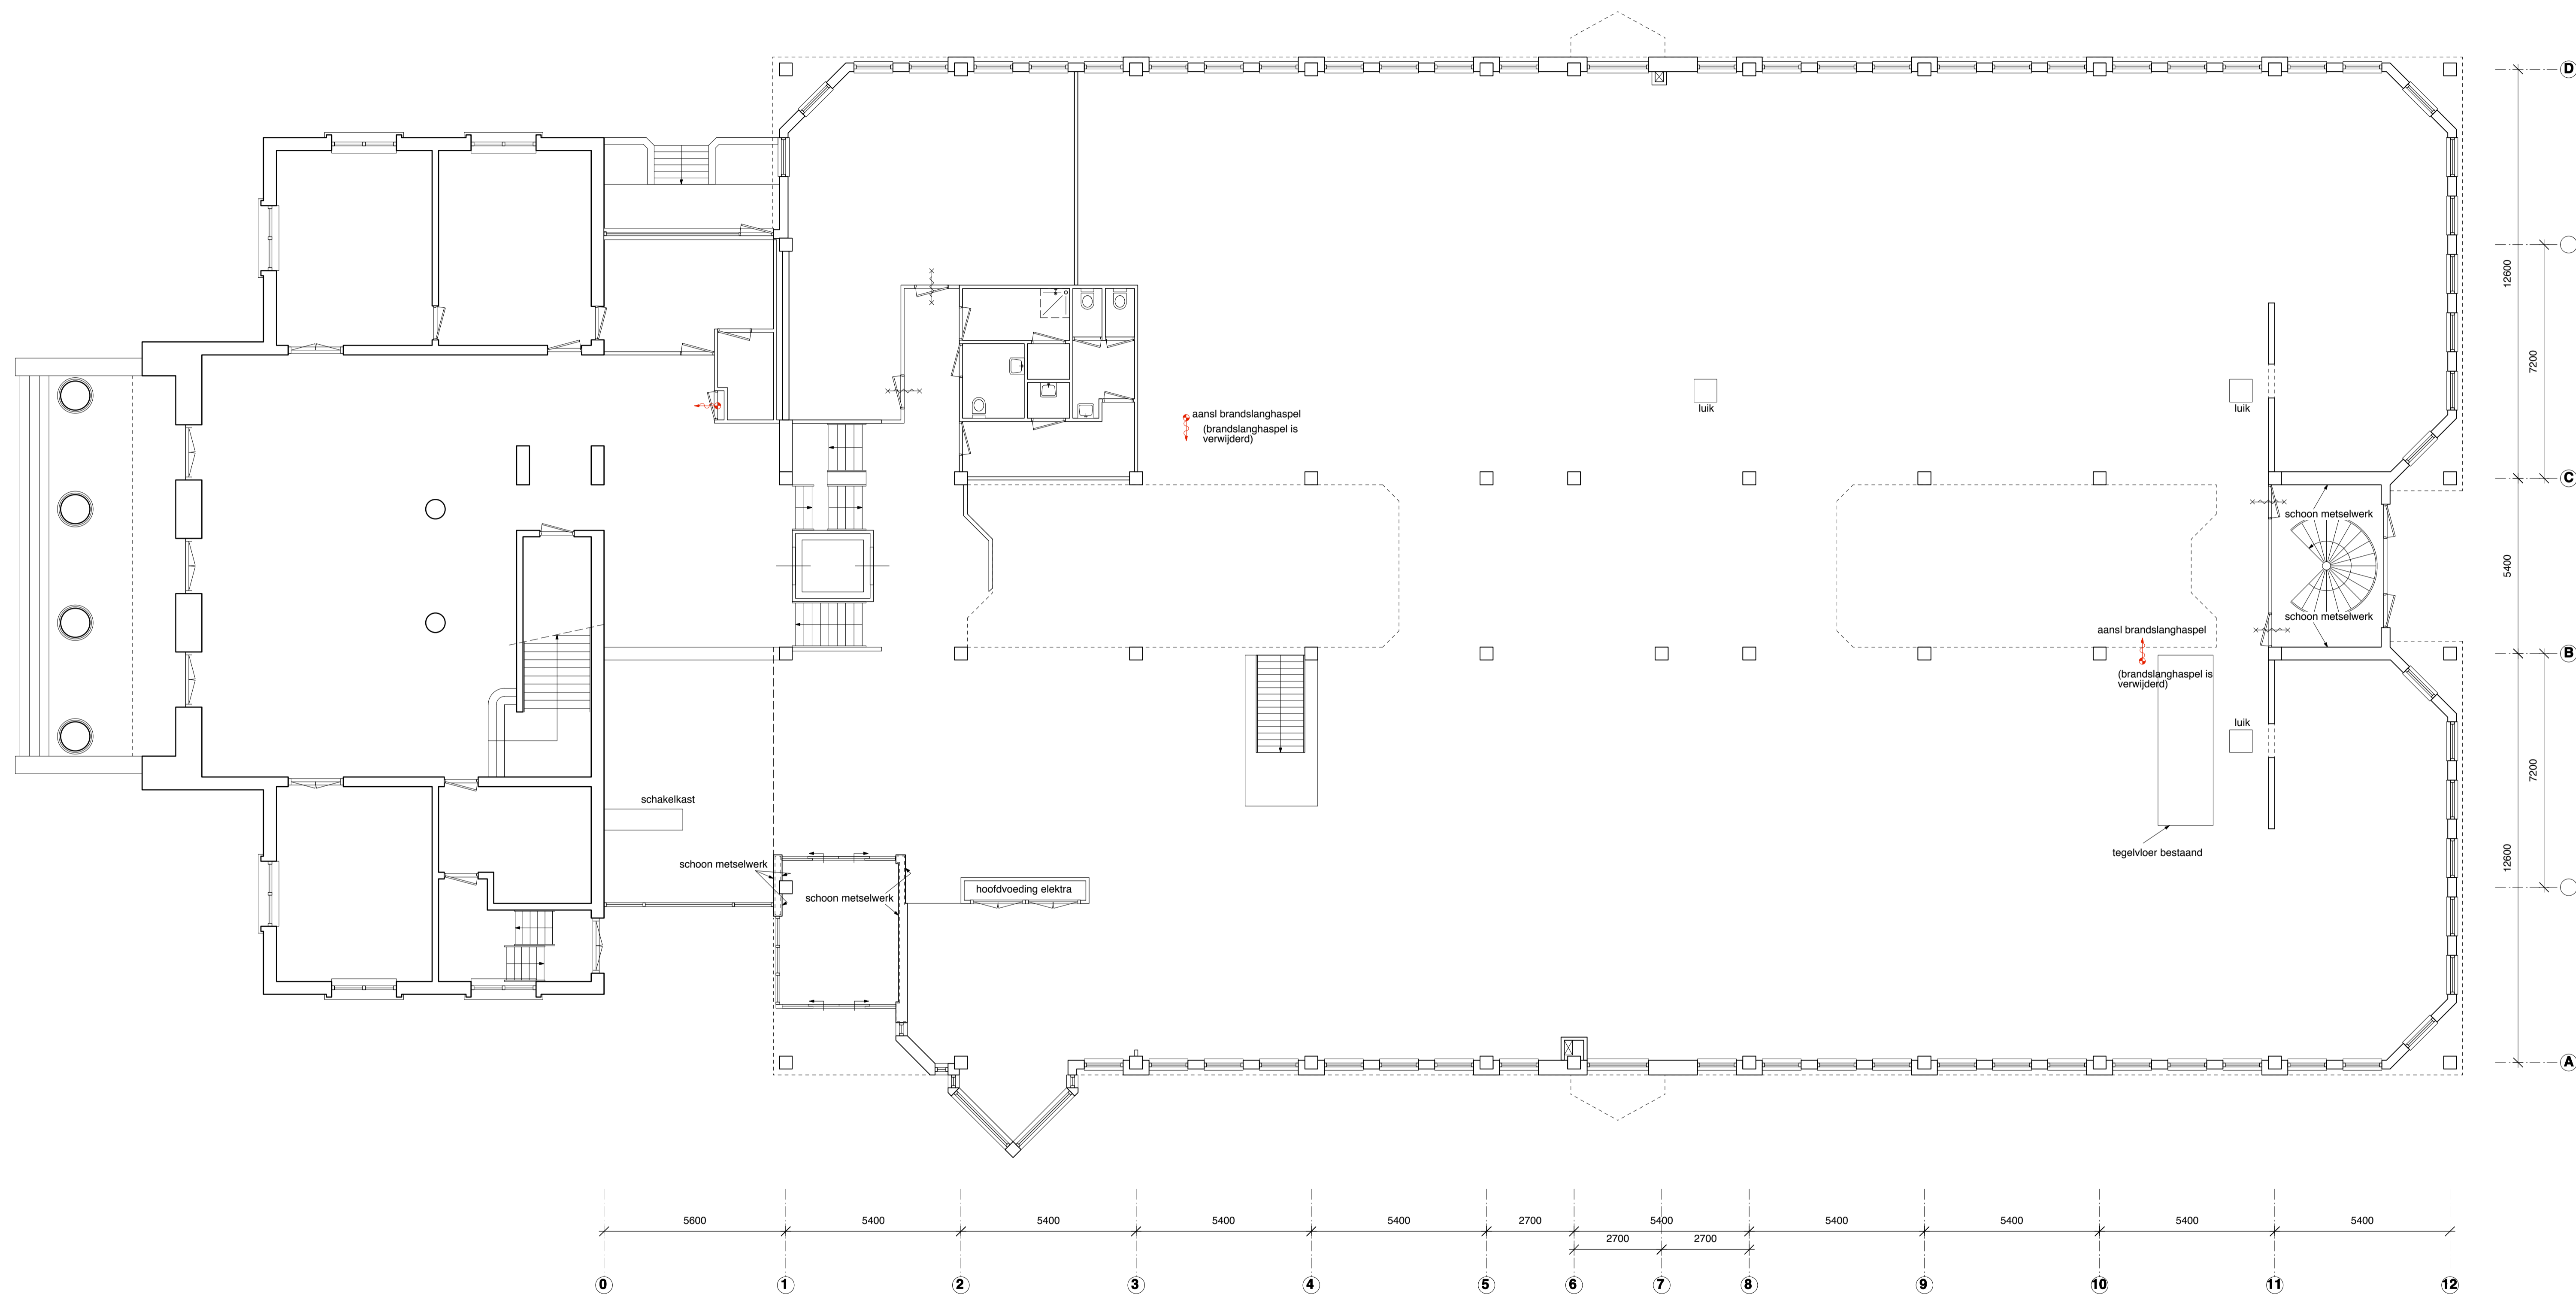 D
12600
7200
aansl brandslanghaspel
(brandslanghaspel is
verwijderd)
luik
luik
C
schoon metselwerk
5400
schoon metselwerk
aansl brandslanghaspel
B
(brandslanghaspel is
verwijderd)
luik
7200
schakelkast
tegelvloer bestaand
12600
schoon metselwerk
hoofdvoeding elektra
schoon metselwerk
A
5600
5400
5400
5400
5400
2700
5400
5400
5400
5400
5400
2700
2700
0
1
2
3
4
5
6
7
8
9
10
11
12